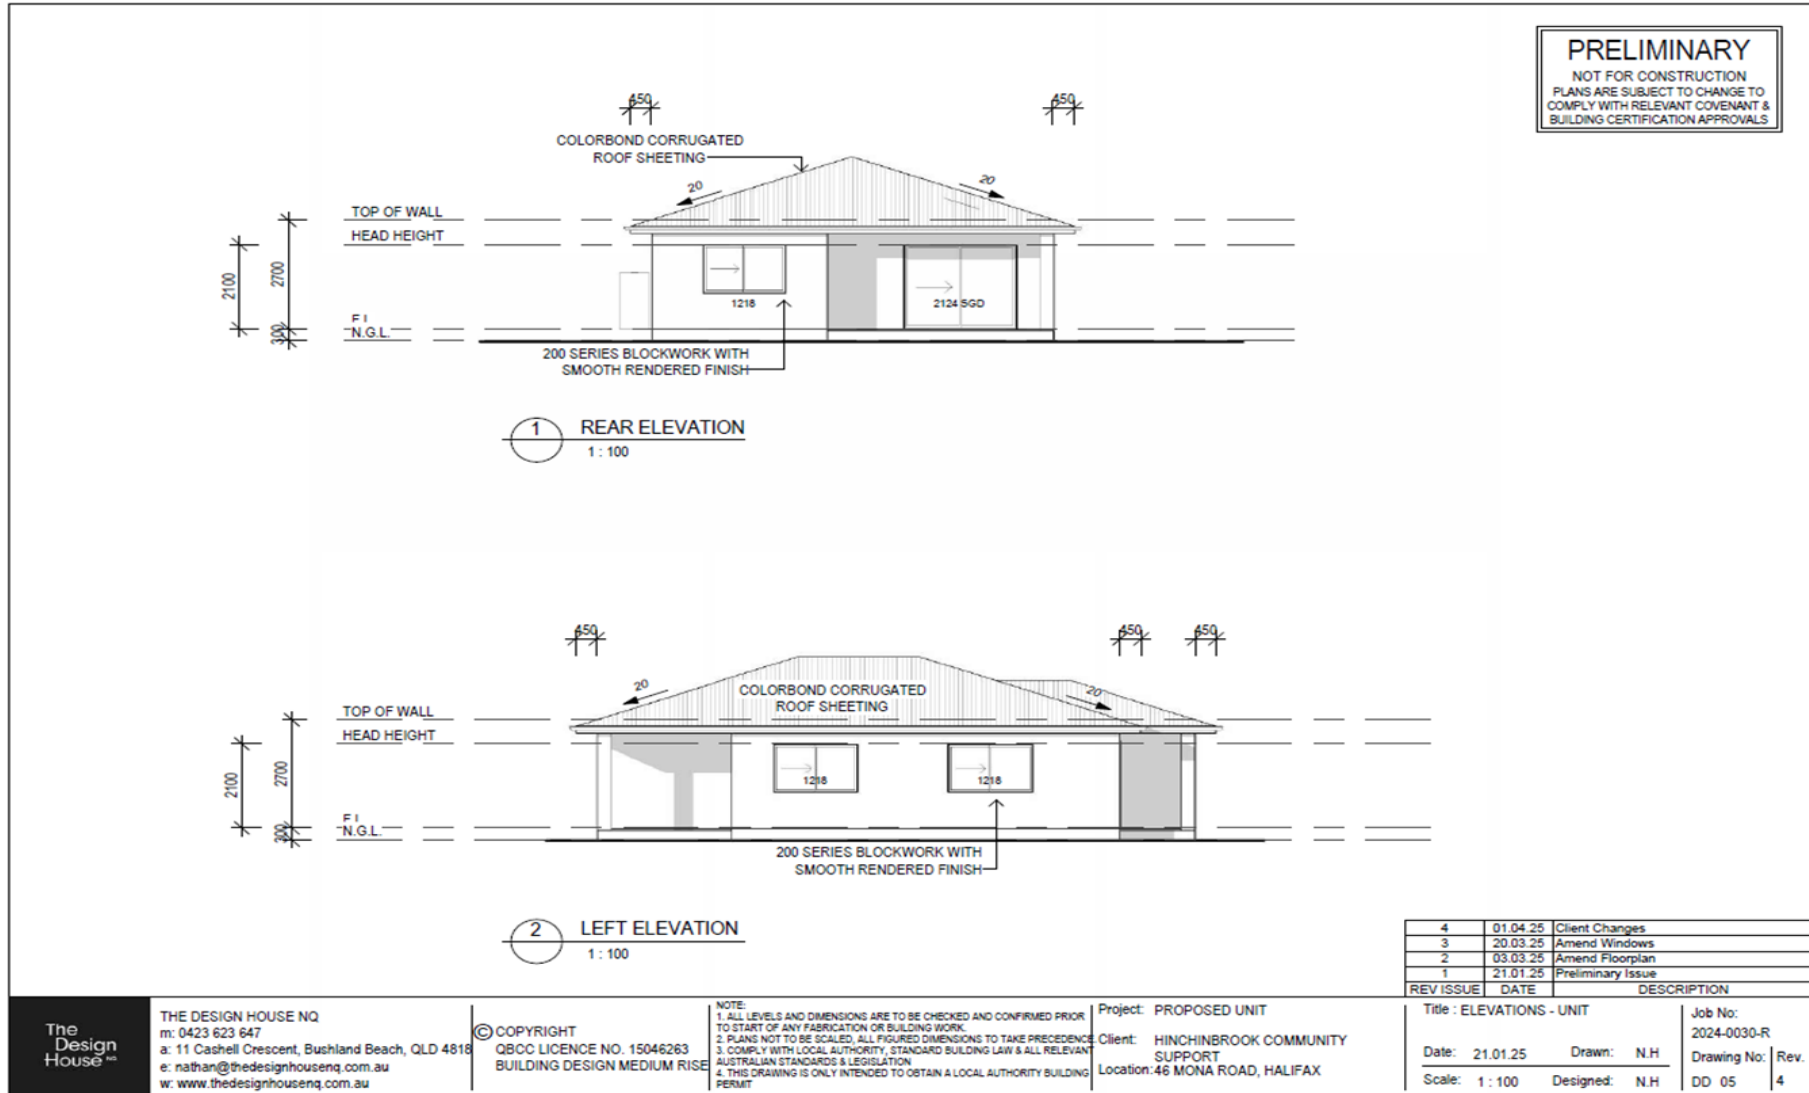 PRELIMINARY
NOT FOR CONSTRUCTION
PLANS ARE SUBJECT TO CHANGE TO
COMPLY WITH RELEVANT COVENANT &
BUILDING CERTIFICATION APPROVALS
450
450
COLORBOND CORRUGATED
ROOF SHEETING
20
20
TOP OF WALL
HEAD HEIGHT
2100
2700
300
F.L
N.G.L.
1218
2124 SGD
200 SERIES BLOCKWORK WITH
SMOOTH RENDERED FINISH
1
REAR ELEVATION
1 : 100
450
450
450
20
COLORBOND CORRUGATED
ROOF SHEETING
20
TOP OF WALL
HEAD HEIGHT
2100
2700
300
F.L
N.G.L.
1218
1218
200 SERIES BLOCKWORK WITH
SMOOTH RENDERED FINISH
2
LEFT ELEVATION
1 : 100
4 01.04.25 Client Changes
3 20.03.25 Amend Windows
2 03.03.25 Amend Floorplan
1 21.01.25 Preliminary Issue
REV ISSUE DATE DESCRIPTION
The
Design
House NQ
THE DESIGN HOUSE NQ
m: 0423 623 647
a: 11 Cashell Crescent, Bushland Beach, QLD 4818
e: nathan@thedesignhousenq.com.au
w: www.thedesignhousenq.com.au
© COPYRIGHT
QBCC LICENCE NO. 15046263
BUILDING DESIGN MEDIUM RISE
NOTE:
1. ALL LEVELS AND DIMENSIONS ARE TO BE CHECKED AND CONFIRMED PRIOR
TO START OF ANY FABRICATION OR BUILDING WORK.
2. PLANS NOT TO BE SCALED, ALL FIGURED DIMENSIONS TO TAKE PRECEDENCE.
3. COMPLY WITH LOCAL AUTHORITY, STANDARD BUILDING LAW & ALL RELEVANT
AUSTRALIAN STANDARDS & LEGISLATION
4. THIS DRAWING IS ONLY INTENDED TO OBTAIN A LOCAL AUTHORITY BUILDING
PERMIT
Project: PROPOSED UNIT
Client: HINCHINBROOK COMMUNITY
SUPPORT
Location: 46 MONA ROAD, HALIFAX
Title : ELEVATIONS - UNIT
Date: 21.01.25 Drawn: N.H
Scale: 1 : 100 Designed: N.H
Job No:
2024-0030-R
Drawing No: Rev.
DD 05 4